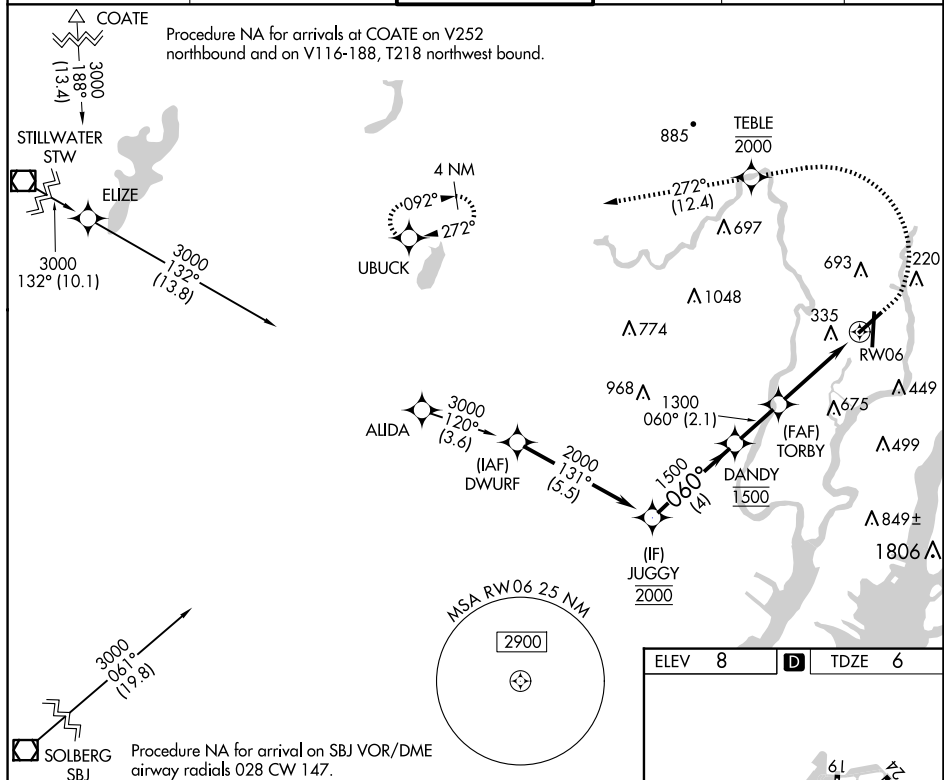 COATE
Procedure NA for arrivals at COATE on V252
northbound and on V116-188, T218 northwest bound.
3000
188°
(13.4)
STILLWATER
STW
ELIZE
3000
132° (10.1)
3000
132°
(13.8)
4 NM
092°
272°
UBUCK
885
TEBLE
2000
272°
(12.4)
697
693
220
1048
335
774
RW06
968
1300
060° (2.1)
449
675
(FAF)
TORBY
499
ALIDA
3000
120°
(3.6)
(IAF)
DWURF
2000
131°
(5.5)
1500
060°
(4)
DANDY
1500
849±
1806
(IF)
JUGGY
2000
MSA RW06 25 NM
2900
3000
061°
(19.8)
SOLBERG
SBJ
Procedure NA for arrival on SBJ VOR/DME
airway radials 028 CW 147.
ELEV 8
D
TDZE 6
19
24